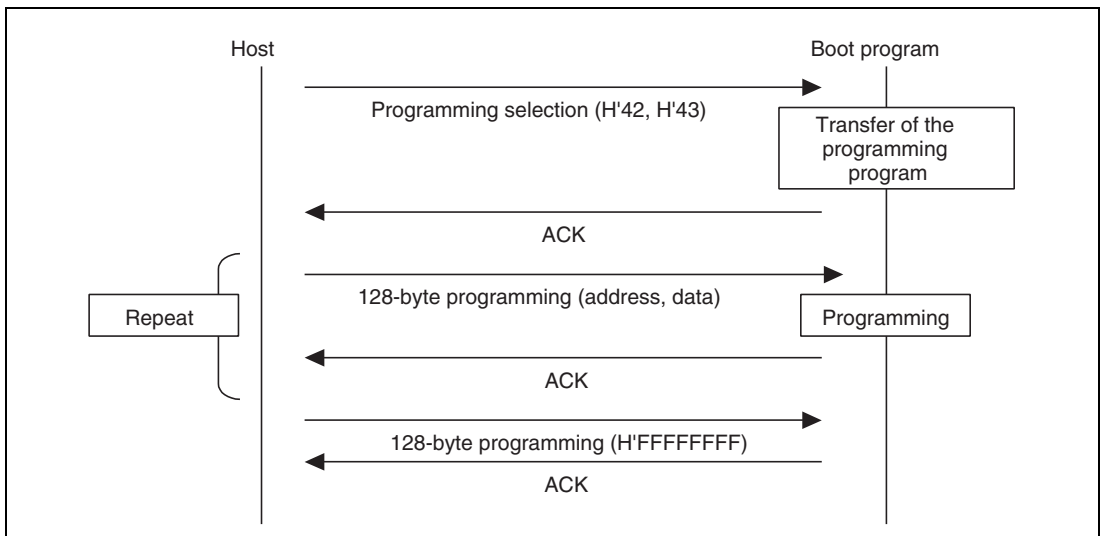 Host
Boot program
Programming selection (H'42, H'43)
Transfer of the
programming
program
ACK
128-byte programming (address, data)
Repeat
Programming
ACK
128-byte programming (H'FFFFFFFF)
ACK